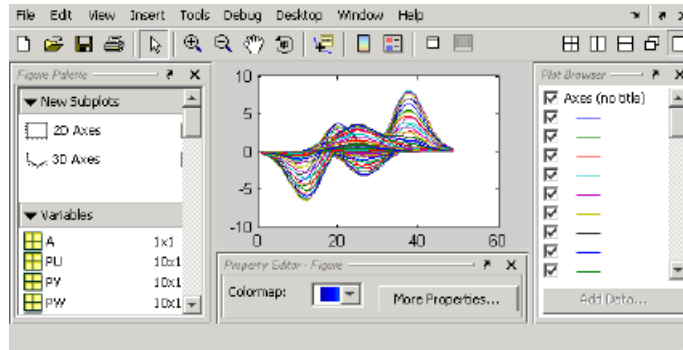 File Edit View Insert Tools Debug Desktop Window Help
Figure Palette
New Subplots
2D Axes
3D Axes
Variables
A 1x1
PU 10x1
PV 10x1
PW 10x1
10
5
0
-5
-10
0 20 40 60
Property Editor - Figure
Colormap:
More Properties...
Plot Browser
Axes (no title)
Add Data...